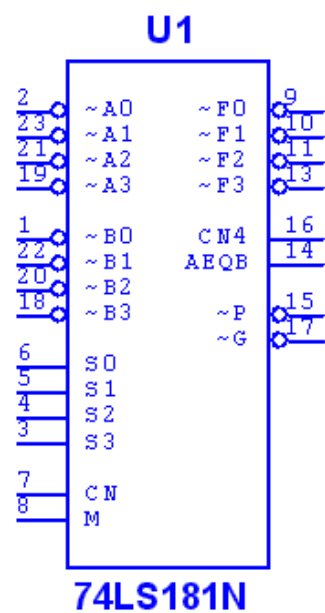 U1
2 ~A0 ~F0 9
23 ~A1 ~F1 10
21 ~A2 ~F2 11
19 ~A3 ~F3 13
1 ~B0 CN4 16
22 ~B1 AEQB 14
20 ~B2
18 ~B3 ~P 15
~G 17
6 S0
5 S1
4 S2
3 S3
7 CN
8 M
74LS181N